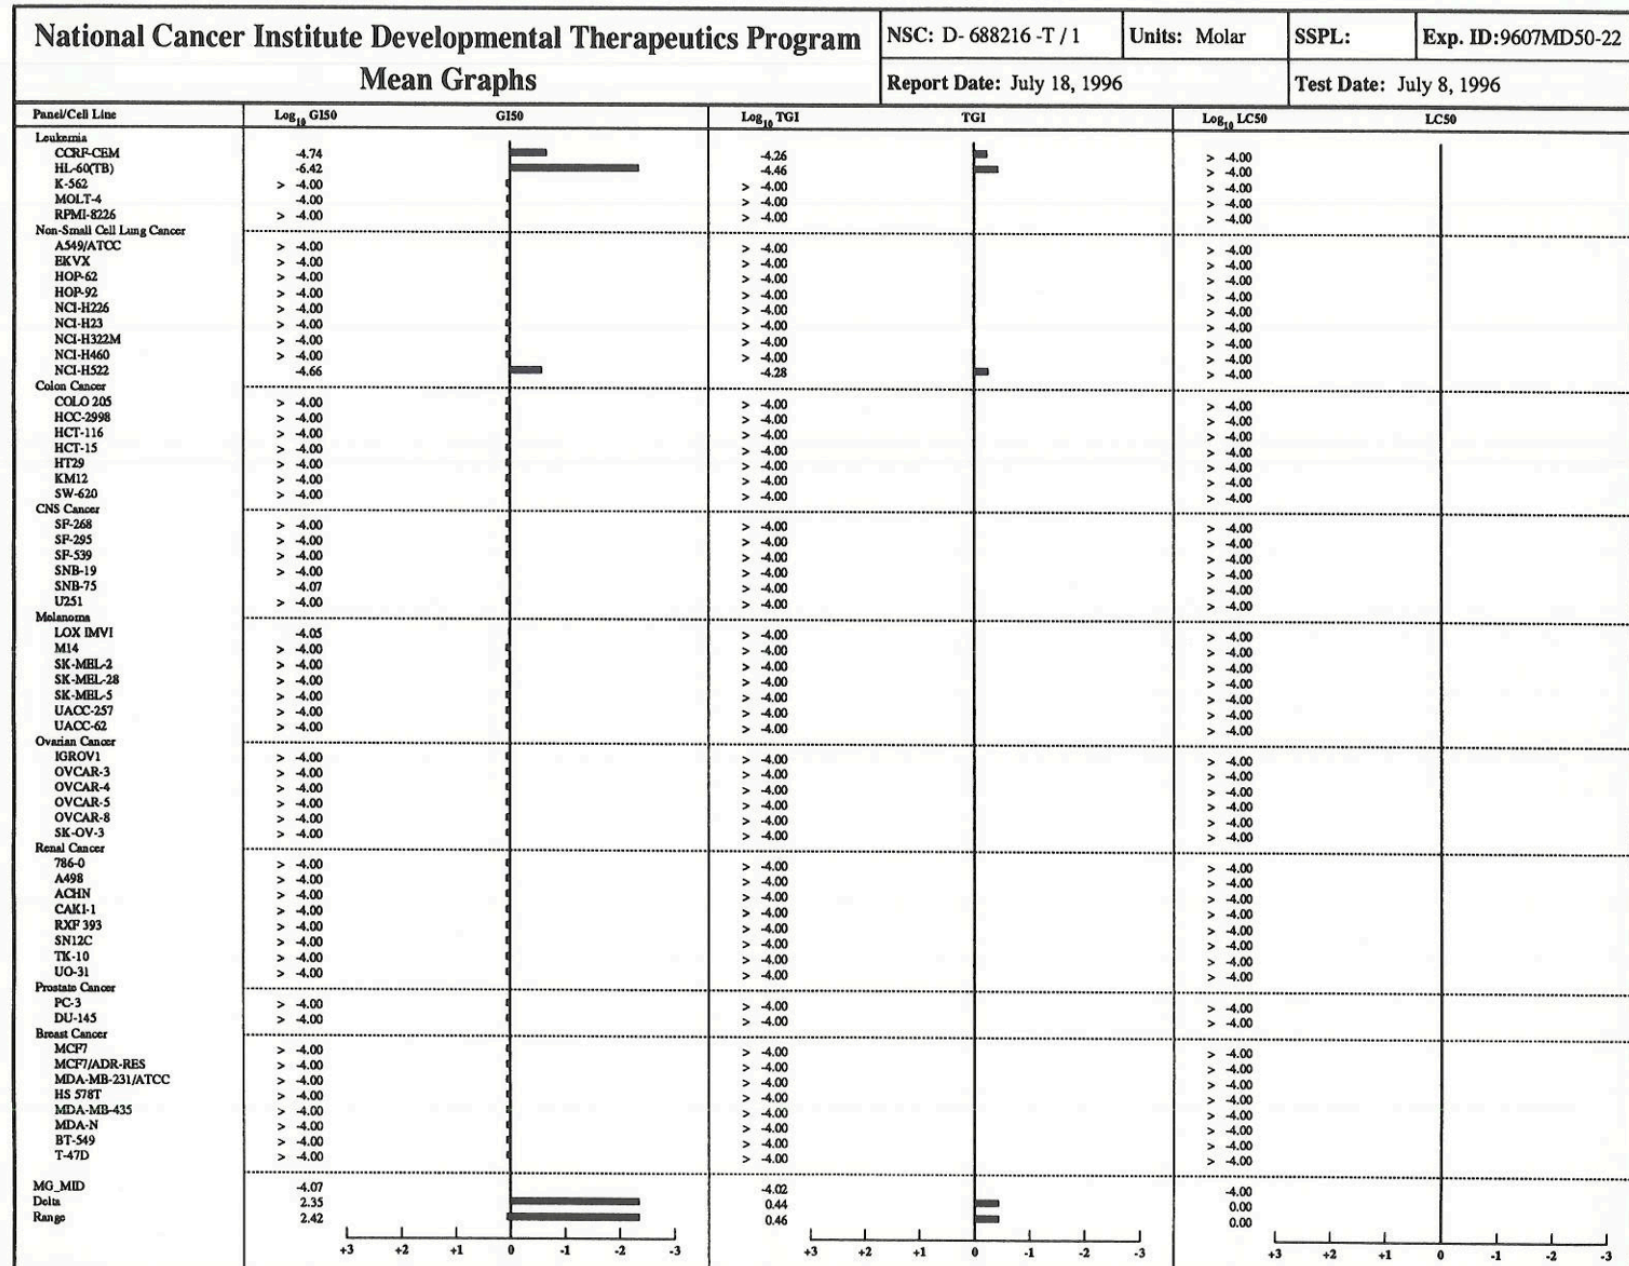 National Cancer Institute Developmental Therapeutics Program
Mean Graphs
NSC: D- 688216 -T / 1 Units: Molar SSPL: Exp. ID:9607MD50-22
Report Date: July 18, 1996 Test Date: July 8, 1996
Panel/Cell Line Log10 GI50 GI50 Log10 TGI TGI Log10 LC50 LC50
Leukemia
CCRF-CEM -4.74 -4.26 > -4.00
HL-60(TB) -6.42 -4.46 > -4.00
K-562 > -4.00 > -4.00 > -4.00
MOLT-4 -4.00 > -4.00 > -4.00
RPMI-8226 > -4.00 > -4.00 > -4.00
Non-Small Cell Lung Cancer
A549/ATCC > -4.00 > -4.00 > -4.00
EKVX > -4.00 > -4.00 > -4.00
HOP-62 > -4.00 > -4.00 > -4.00
HOP-92 > -4.00 > -4.00 > -4.00
NCI-H226 > -4.00 > -4.00 > -4.00
NCI-H23 > -4.00 > -4.00 > -4.00
NCI-H322M > -4.00 > -4.00 > -4.00
NCI-H460 > -4.00 > -4.00 > -4.00
NCI-H522 -4.66 -4.28 > -4.00
Colon Cancer
COLO 205 > -4.00 > -4.00 > -4.00
HCC-2998 > -4.00 > -4.00 > -4.00
HCT-116 > -4.00 > -4.00 > -4.00
HCT-15 > -4.00 > -4.00 > -4.00
HT29 > -4.00 > -4.00 > -4.00
KM12 > -4.00 > -4.00 > -4.00
SW-620 > -4.00 > -4.00 > -4.00
CNS Cancer
SF-268 > -4.00 > -4.00 > -4.00
SF-295 > -4.00 > -4.00 > -4.00
SF-539 > -4.00 > -4.00 > -4.00
SNB-19 > -4.00 > -4.00 > -4.00
SNB-75 -4.07 > -4.00 > -4.00
U251 > -4.00 > -4.00 > -4.00
Melanoma
LOX IMVI -4.05 > -4.00 > -4.00
M14 > -4.00 > -4.00 > -4.00
SK-MEL-2 > -4.00 > -4.00 > -4.00
SK-MEL-28 > -4.00 > -4.00 > -4.00
SK-MEL-5 > -4.00 > -4.00 > -4.00
UACC-257 > -4.00 > -4.00 > -4.00
UACC-62 > -4.00 > -4.00 > -4.00
Ovarian Cancer
IGROV1 > -4.00 > -4.00 > -4.00
OVCAR-3 > -4.00 > -4.00 > -4.00
OVCAR-4 > -4.00 > -4.00 > -4.00
OVCAR-5 > -4.00 > -4.00 > -4.00
OVCAR-8 > -4.00 > -4.00 > -4.00
SK-OV-3 > -4.00 > -4.00 > -4.00
Renal Cancer
786-0 > -4.00 > -4.00 > -4.00
A498 > -4.00 > -4.00 > -4.00
ACHN > -4.00 > -4.00 > -4.00
CAKI-1 > -4.00 > -4.00 > -4.00
RXF 393 > -4.00 > -4.00 > -4.00
SN12C > -4.00 > -4.00 > -4.00
TK-10 > -4.00 > -4.00 > -4.00
UO-31 > -4.00 > -4.00 > -4.00
Prostate Cancer
PC-3 > -4.00 > -4.00 > -4.00
DU-145 > -4.00 > -4.00 > -4.00
Breast Cancer
MCF7 > -4.00 > -4.00 > -4.00
MCF7/ADR-RES > -4.00 > -4.00 > -4.00
MDA-MB-231/ATCC > -4.00 > -4.00 > -4.00
HS 578T > -4.00 > -4.00 > -4.00
MDA-MB-435 > -4.00 > -4.00 > -4.00
MDA-N > -4.00 > -4.00 > -4.00
BT-549 > -4.00 > -4.00 > -4.00
T-47D > -4.00 > -4.00 > -4.00
MG_MID -4.07 -4.02 -4.00
Delta 2.35 0.44 0.00
Range 2.42 0.46 0.00
+3 +2 +1 0 -1 -2 -3 +3 +2 +1 0 -1 -2 -3 +3 +2 +1 0 -1 -2 -3